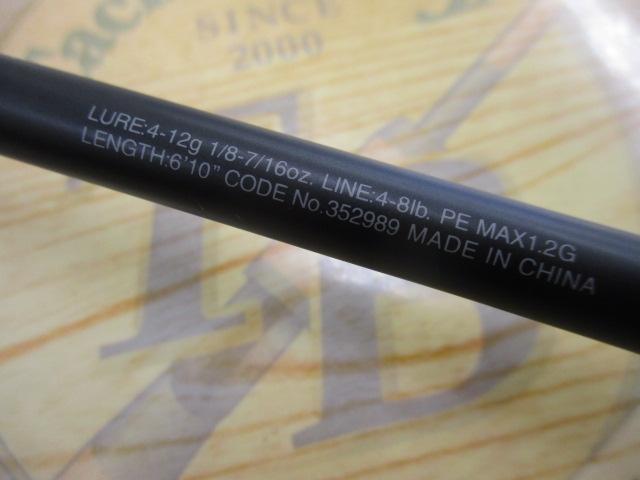 SINCE
2000
LURE:4-12g 1/8-7/16oz. LINE:4-8lb. PE MAX1.2G
LENGTH:6'10" CODE No.352989 MADE IN CHINA
TB